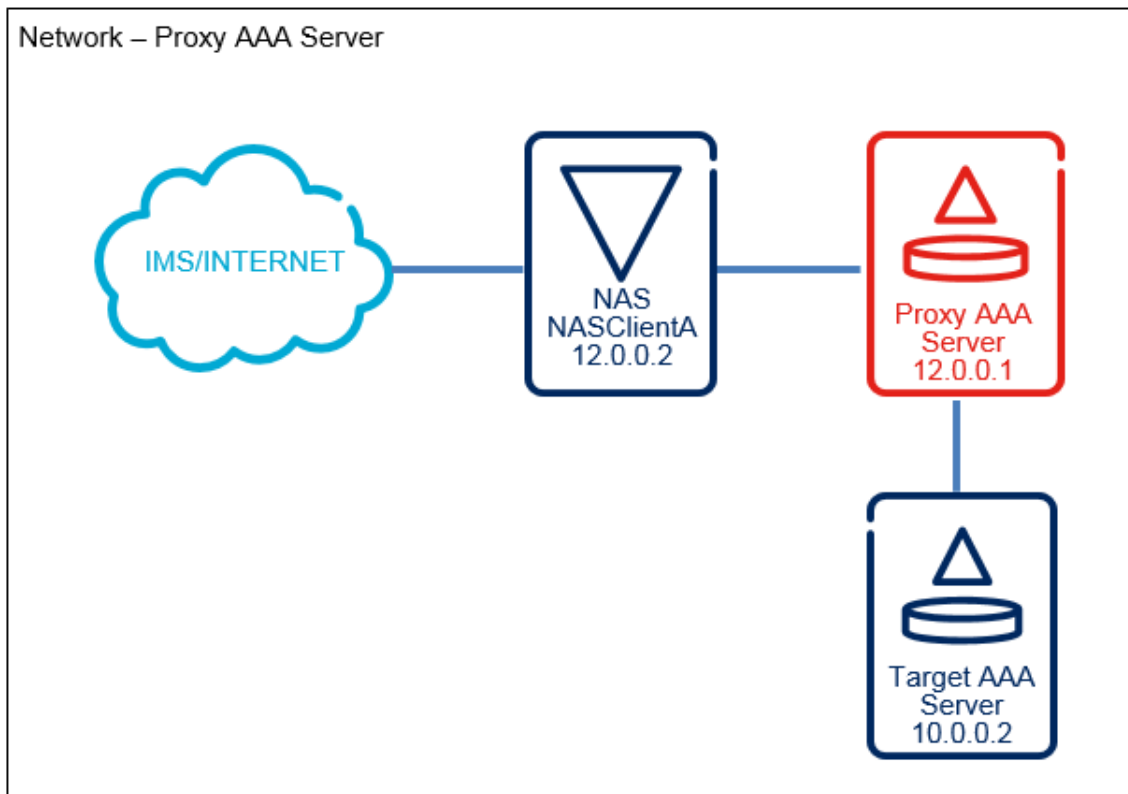 Network – Proxy AAA Server
IMS/INTERNET
NAS
NASClientA
12.0.0.2
Proxy AAA
Server
12.0.0.1
Target AAA
Server
10.0.0.2